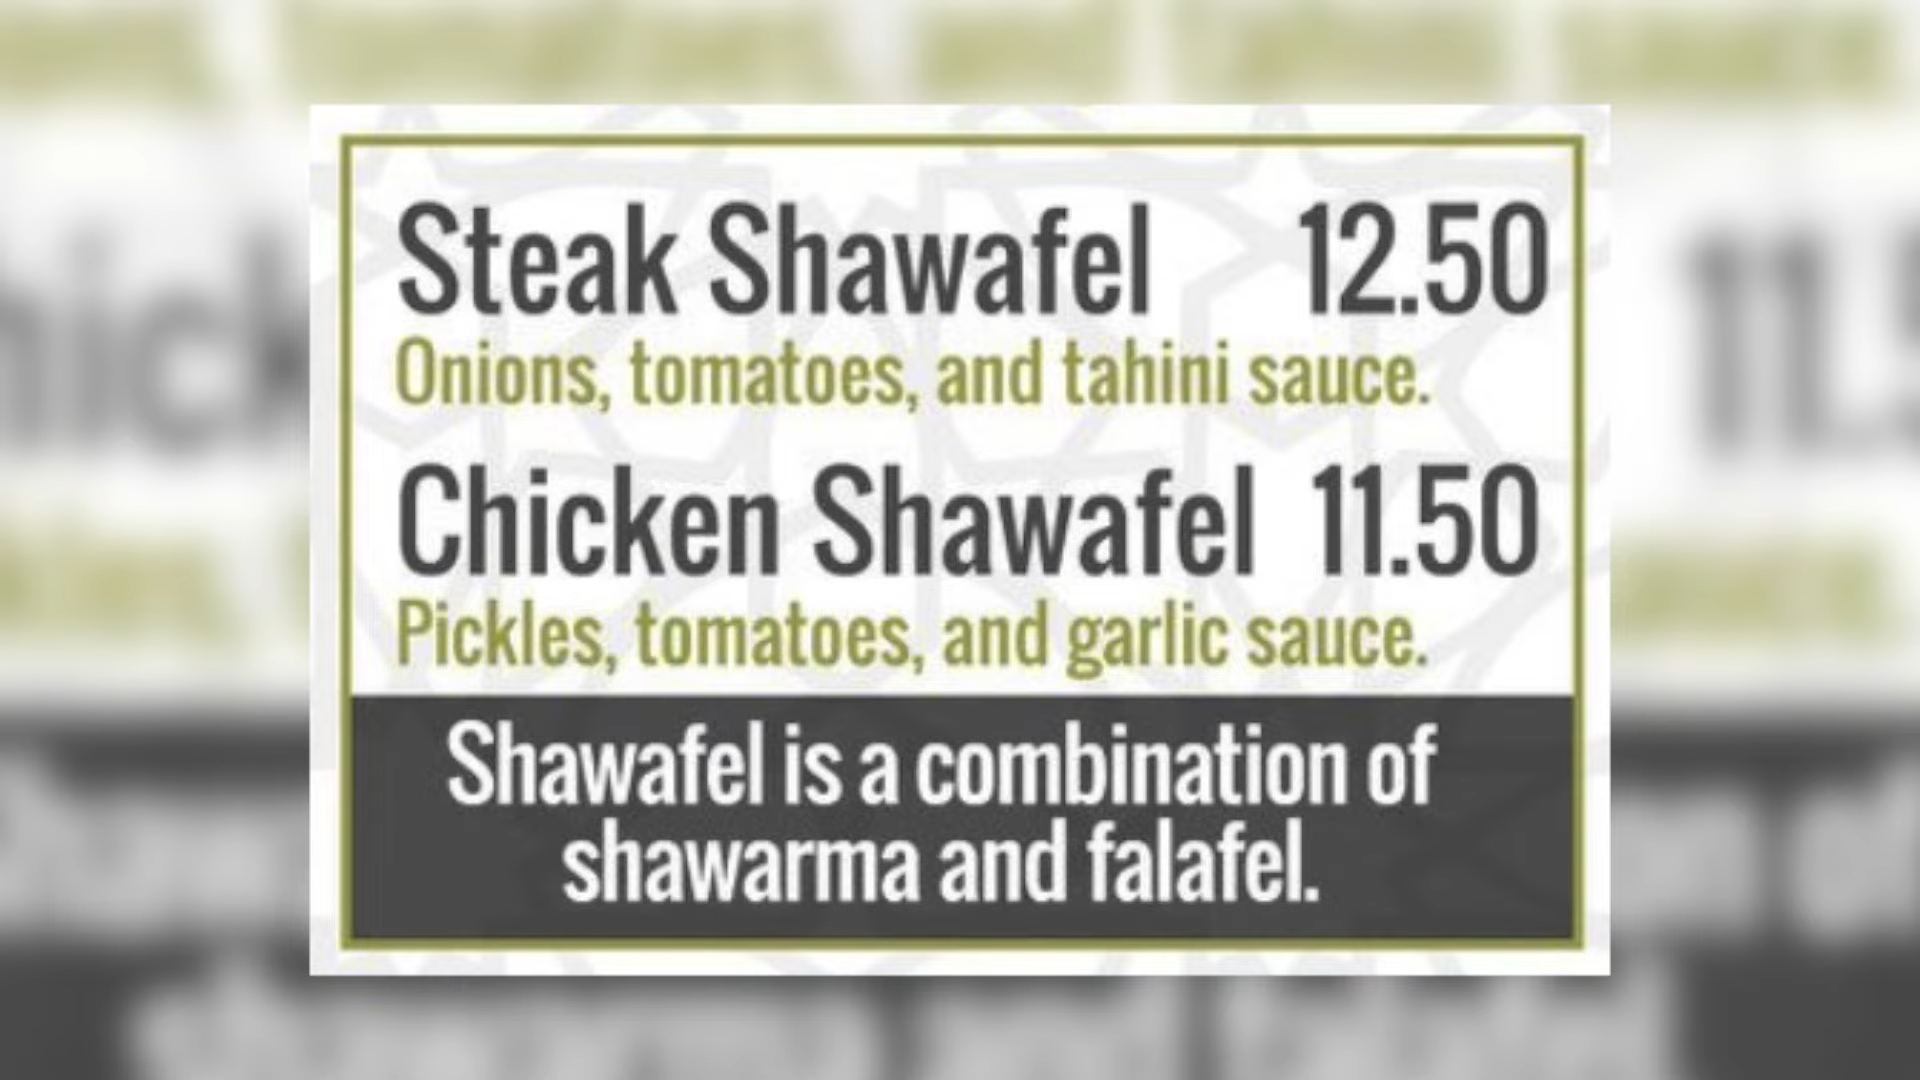 Steak Shawafel 12.50
Onions, tomatoes, and tahini sauce.
Chicken Shawafel 11.50
Pickles, tomatoes, and garlic sauce.
Shawafel is a combination of
shawarma and falafel.